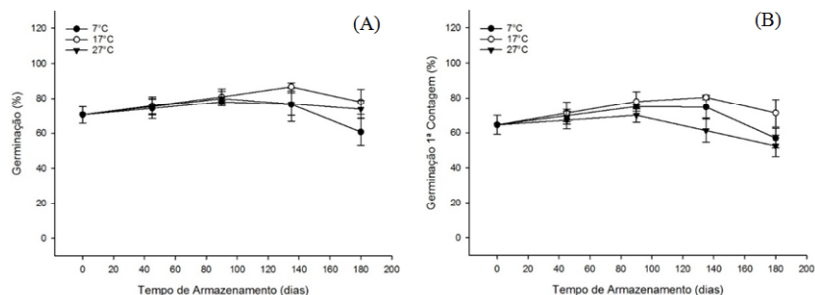 (A)
7°C
17°C
27°C
120
100
80
60
40
20
0
Germinação (%)
0 20 40 60 80 100 120 140 160 180 200
Tempo de Armazenamento (dias)
(B)
7°C
17°C
27°C
120
100
80
60
40
20
0
Germinação 1ª Contagem (%)
0 20 40 60 80 100 120 140 160 180 200
Tempo de Armazenamento (dias)